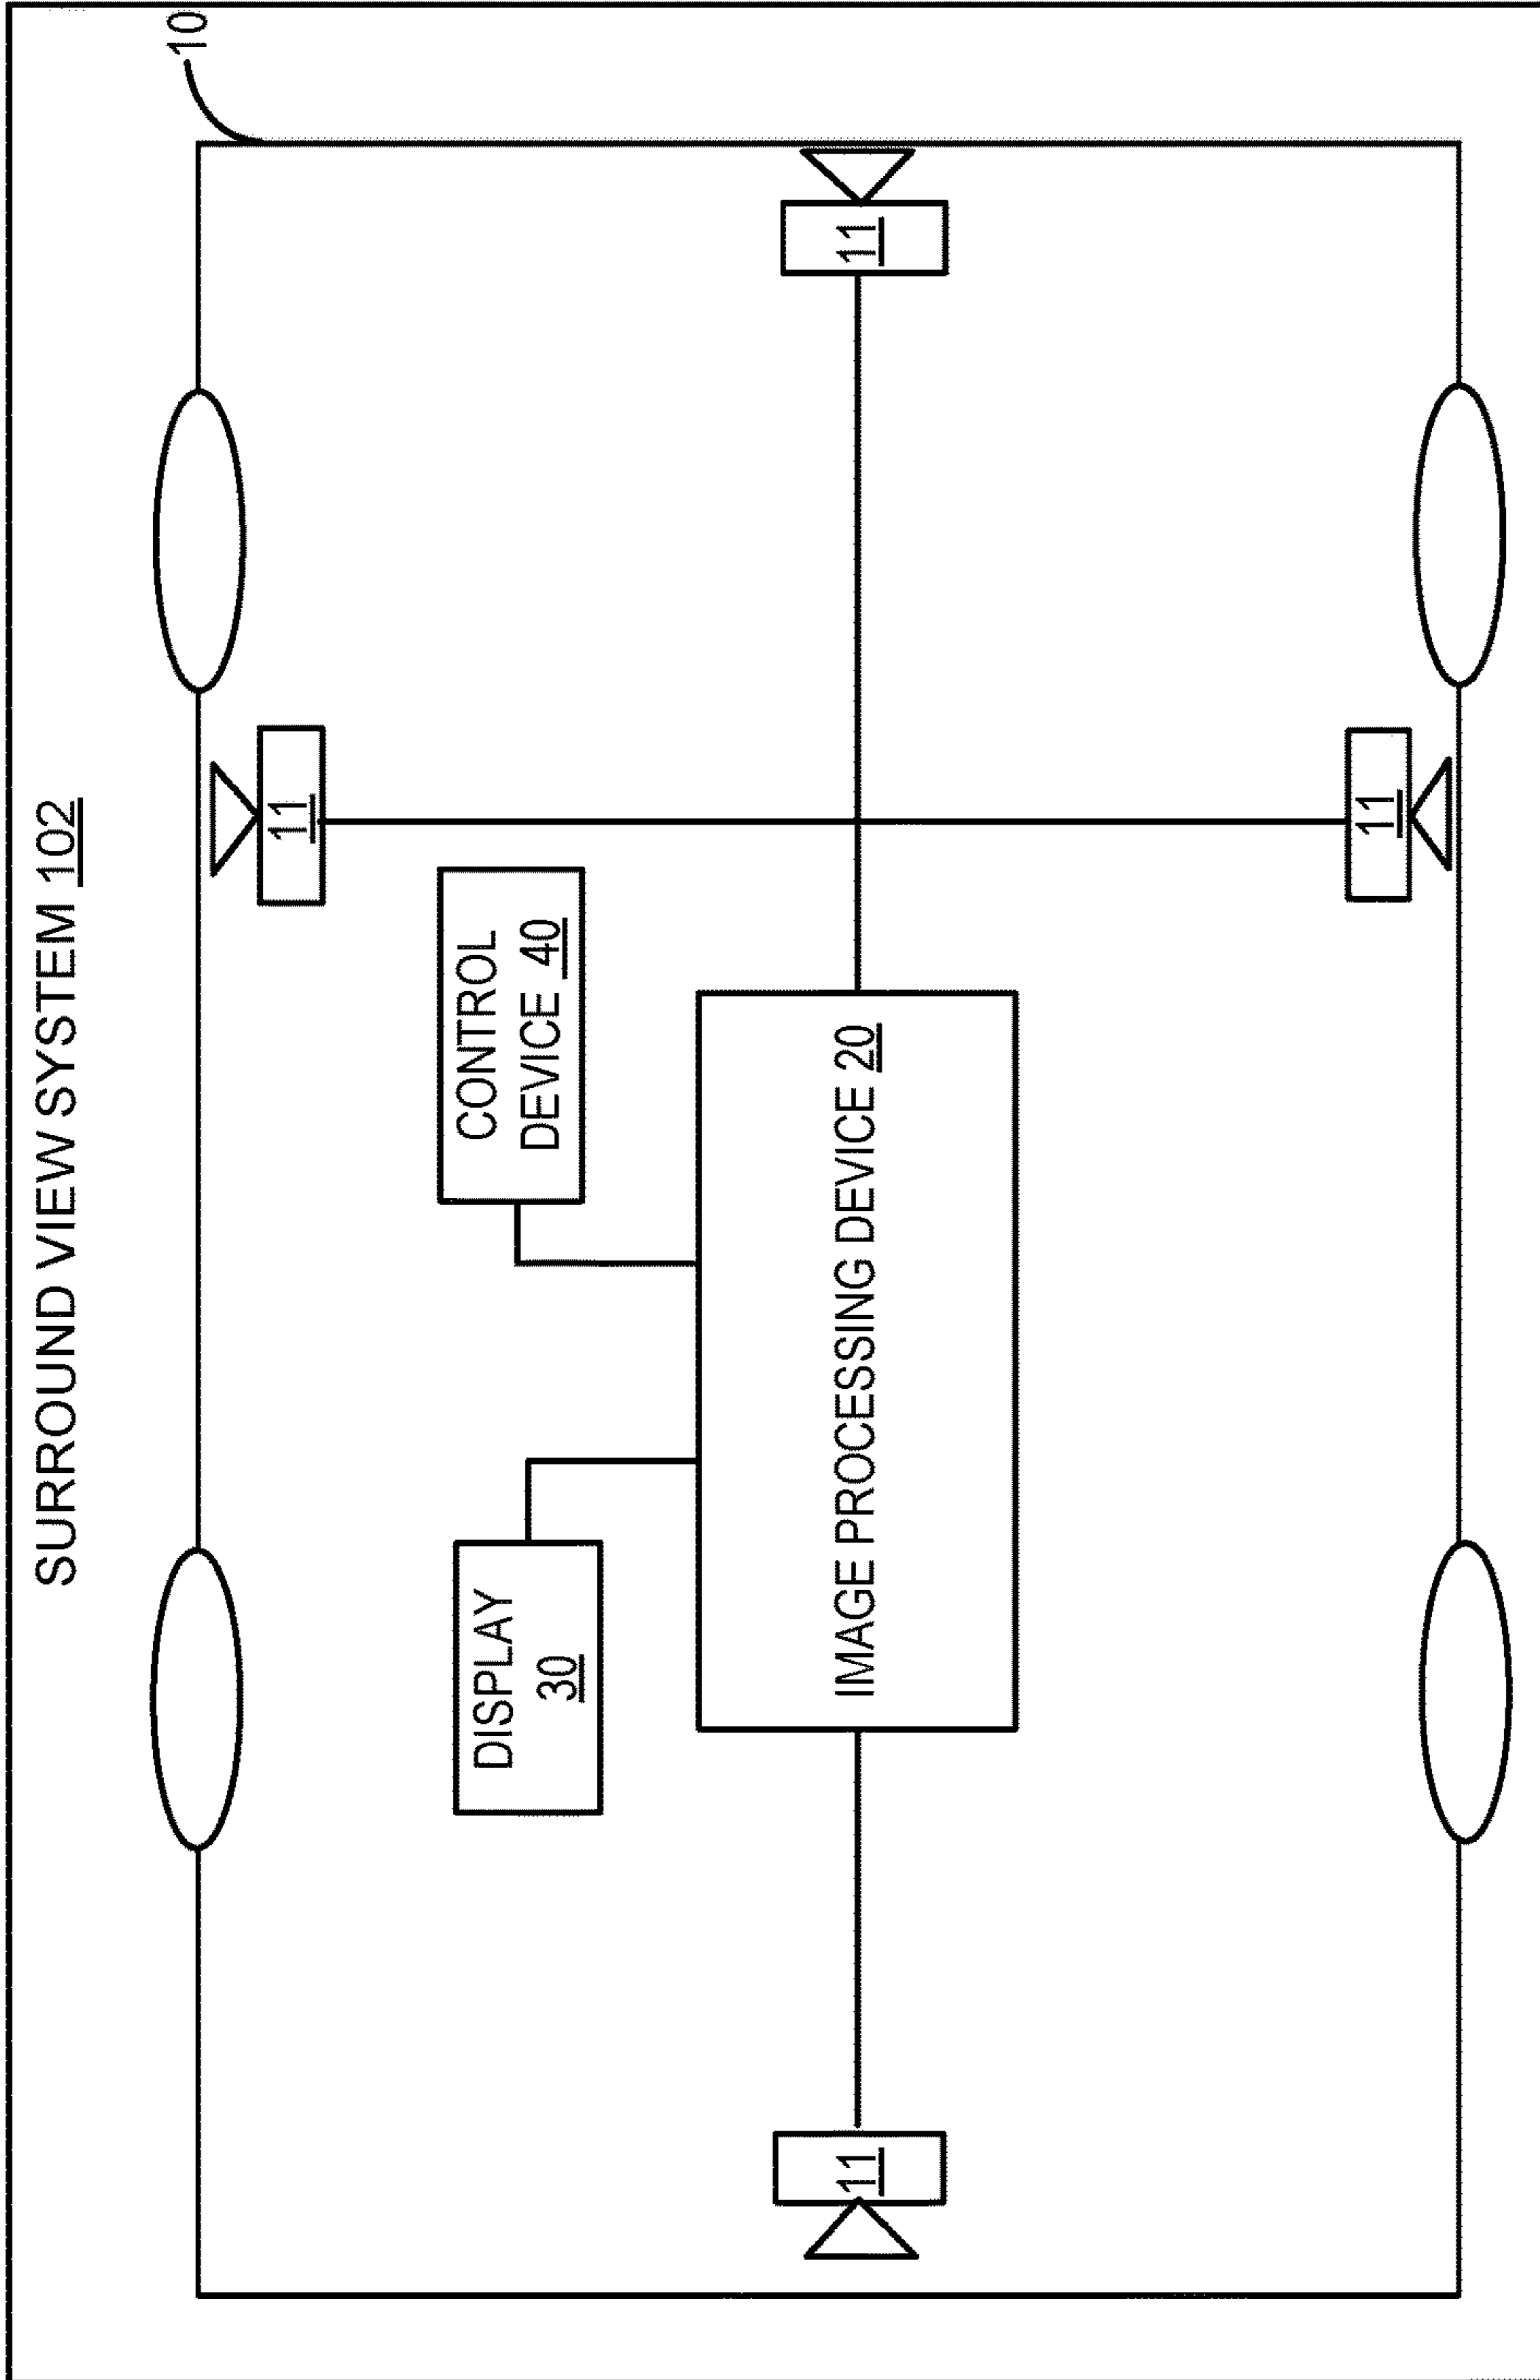 SURROUND VIEW SYSTEM 102
10
11
DISPLAY
30
CONTROL
DEVICE 40
11
IMAGE PROCESSING DEVICE 20
11
11